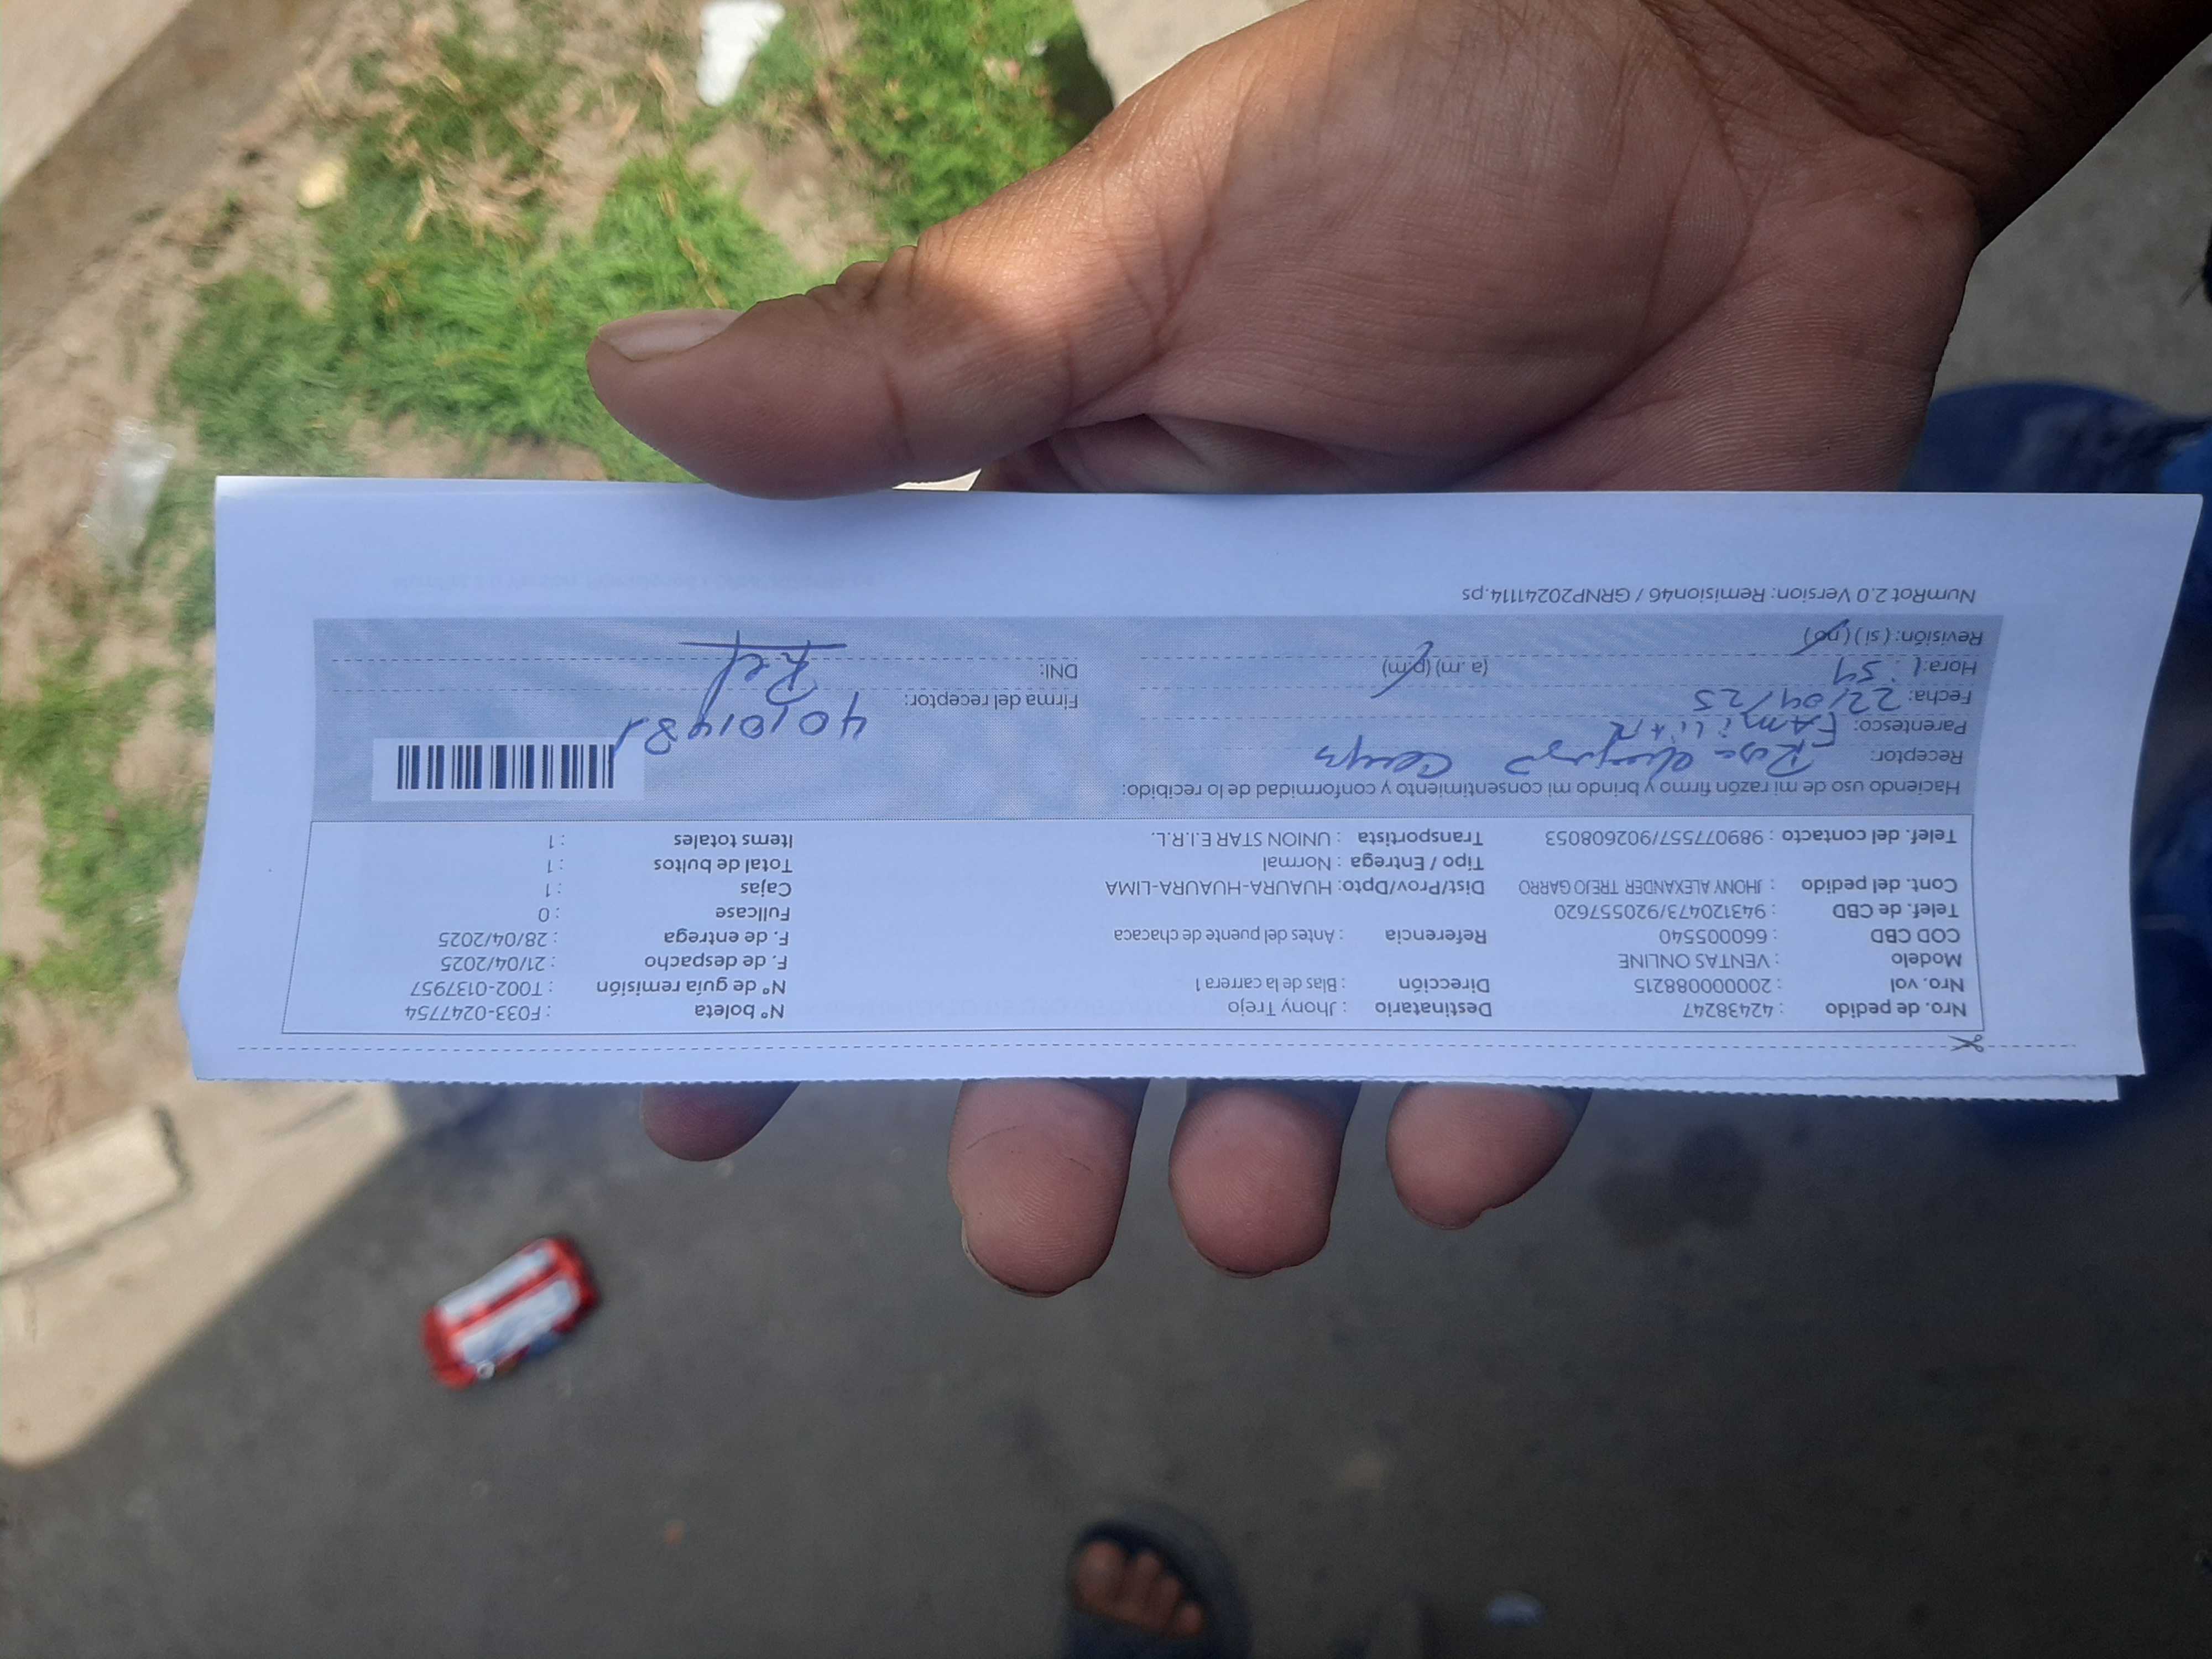 Nro. de pedido : 42438247 Destinatario : Jhony Trejo N° boleta : F033-0247754
Nro. vol : 2000000088215 Dirección : Blas de la carrera 1 N° de guía remisión : T002-0137957
Modelo : VENTAS ONLINE F. de despacho : 21/04/2025
COD CBD : 660005540 Referencia : Antes del puente de chacaca F. de entrega : 28/04/2025
Telef. de CBD : 943120473/920557620 Fullcase : 0
Cont. del pedido : JHONY ALEXANDER TREJO GARRO Dist/Prov/Dpto: HUAURA-HUAURA-LIMA Cajas : 1
Tipo / Entrega : Normal Total de bultos : 1
Telef. del contacto : 989077557/902608053 Transportista : UNION STAR E.I.R.L. Items totales : 1
Haciendo uso de mi razón firmo y brindo mi consentimiento y conformidad de lo recibido:
Receptor: Rosa
Parentesco: FAmiliAR 40101481
Fecha: 22/04/25 Firma del receptor:
Hora: 1:54 (a.m) (p.m) DNI:
Revisión: (si) (no)
NumRot 2.0 Version: Remision46 / GRNP20241114.ps